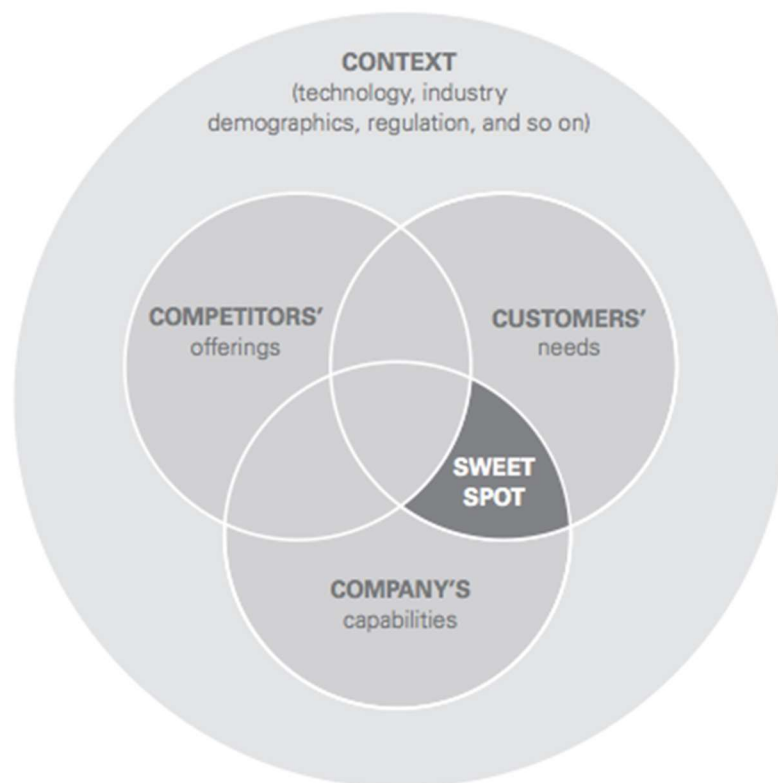 CONTEXT
(technology, industry
demographics, regulation, and so on)
COMPETITORS’
offerings
CUSTOMERS’
needs
SWEET
SPOT
COMPANY’S
capabilities